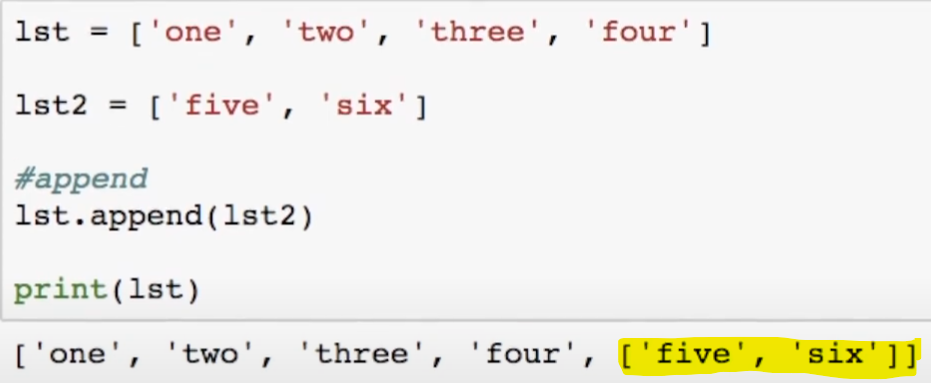 lst = ['one', 'two', 'three', 'four']
lst2 = ['five', 'six']
#append
lst.append(lst2)
print(lst)
['one', 'two', 'three', 'four', ['five', 'six']]